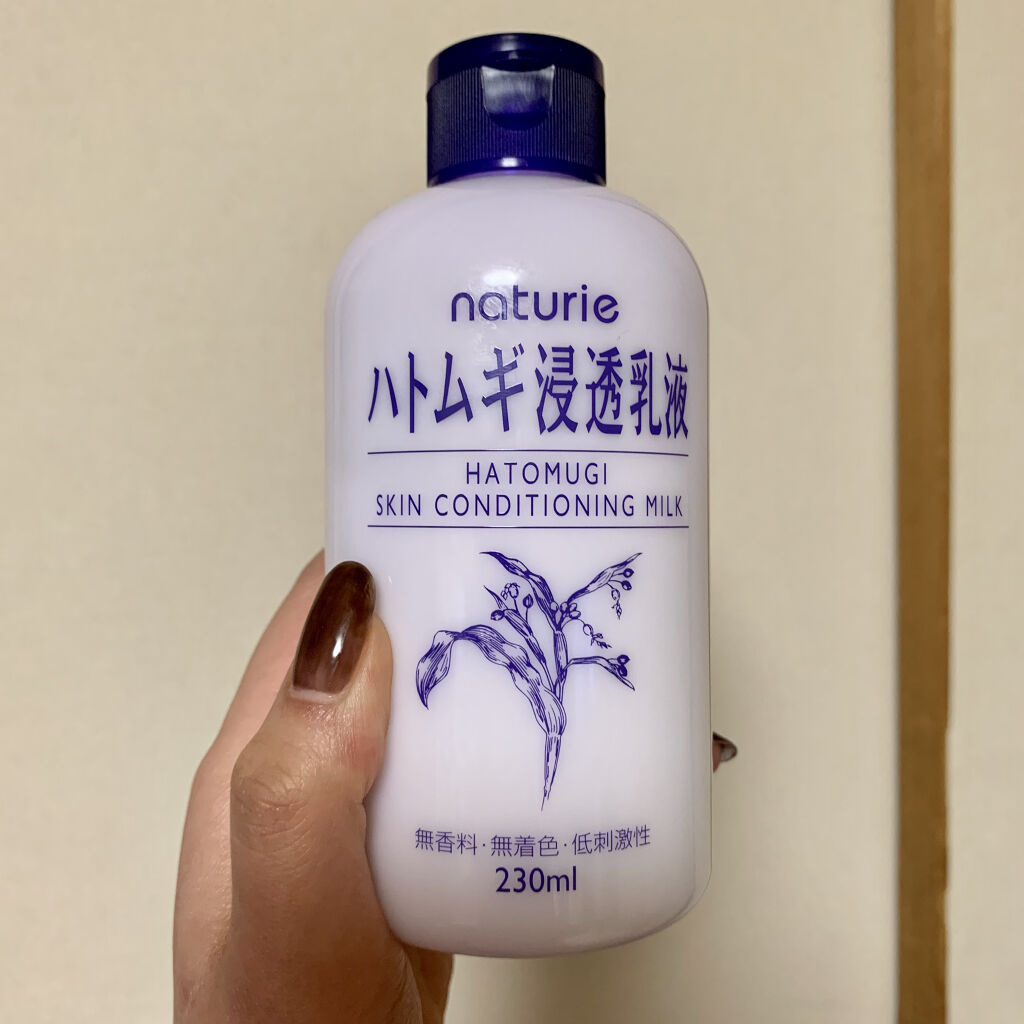 naturie
ハトムギ浸透乳液
HATOMUGI
SKIN CONDITIONING MILK
無香料・無着色・低刺激性
230ml